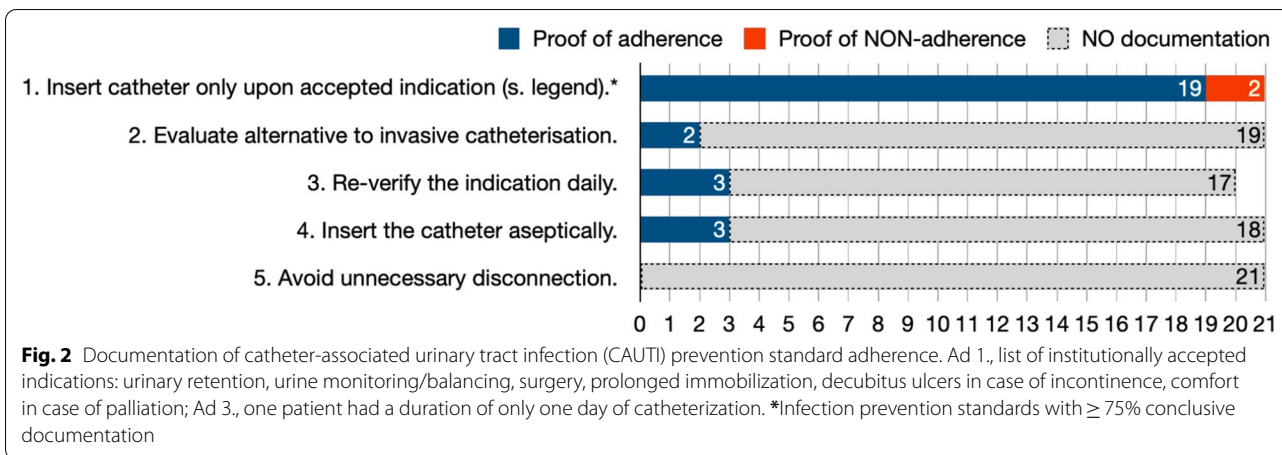 Proof of adherence Proof of NON-adherence NO documentation
1. Insert catheter only upon accepted indication (s. legend).* 19 2
2. Evaluate alternative to invasive catheterisation. 2 19
3. Re-verify the indication daily. 3 17
4. Insert the catheter aseptically. 3 18
5. Avoid unnecessary disconnection. 21
0 1 2 3 4 5 6 7 8 9 10 11 12 13 14 15 16 17 18 19 20 21
Fig. 2 Documentation of catheter-associated urinary tract infection (CAUTI) prevention standard adherence. Ad 1., list of institutionally accepted
indications: urinary retention, urine monitoring/balancing, surgery, prolonged immobilization, decubitus ulcers in case of incontinence, comfort
in case of palliation; Ad 3., one patient had a duration of only one day of catheterization. *Infection prevention standards with ≥ 75% conclusive
documentation